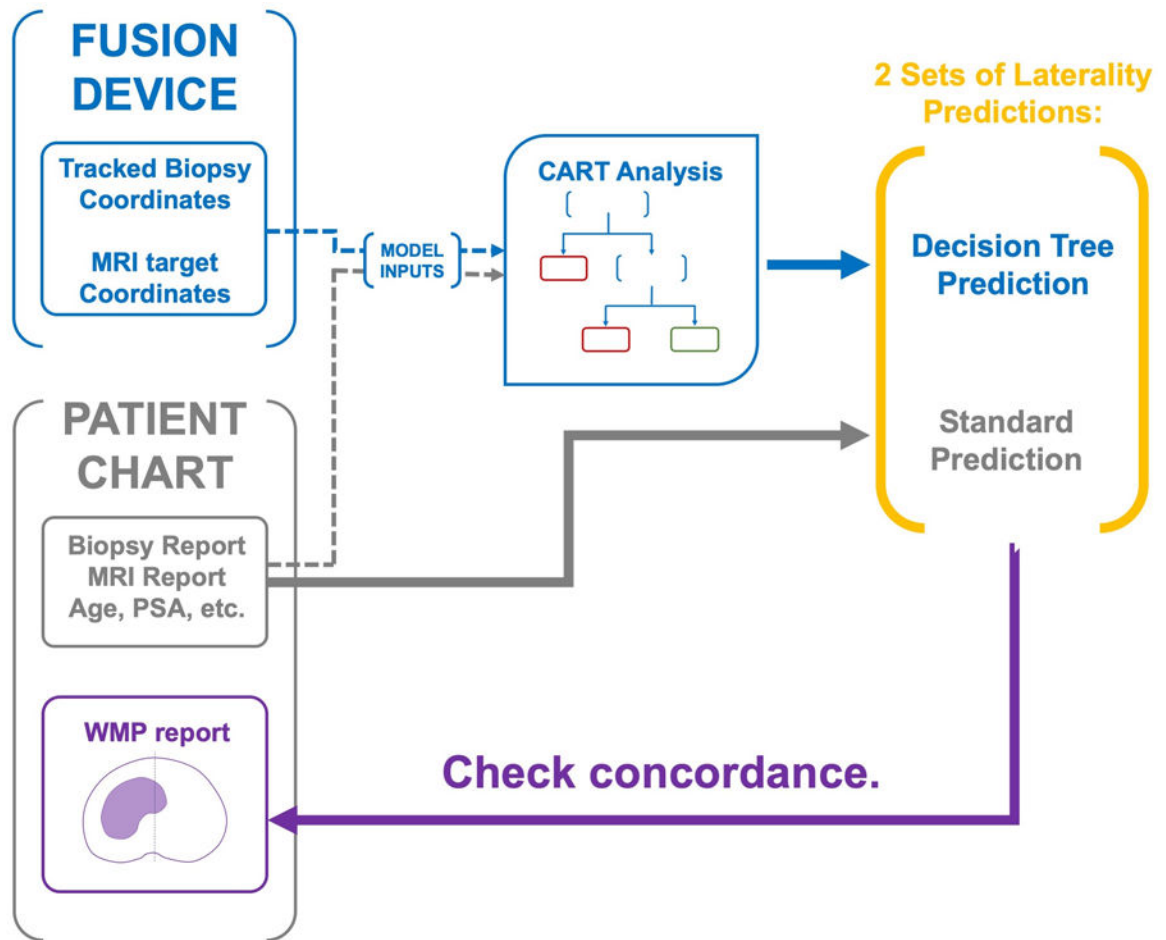 FUSION
DEVICE
Tracked Biopsy
Coordinates
MRI target
Coordinates
MODEL
INPUTS
CART Analysis
2 Sets of Laterality
Predictions:
Decision Tree
Prediction
Standard
Prediction
PATIENT
CHART
Biopsy Report
MRI Report
Age, PSA, etc.
WMP report
Check concordance.